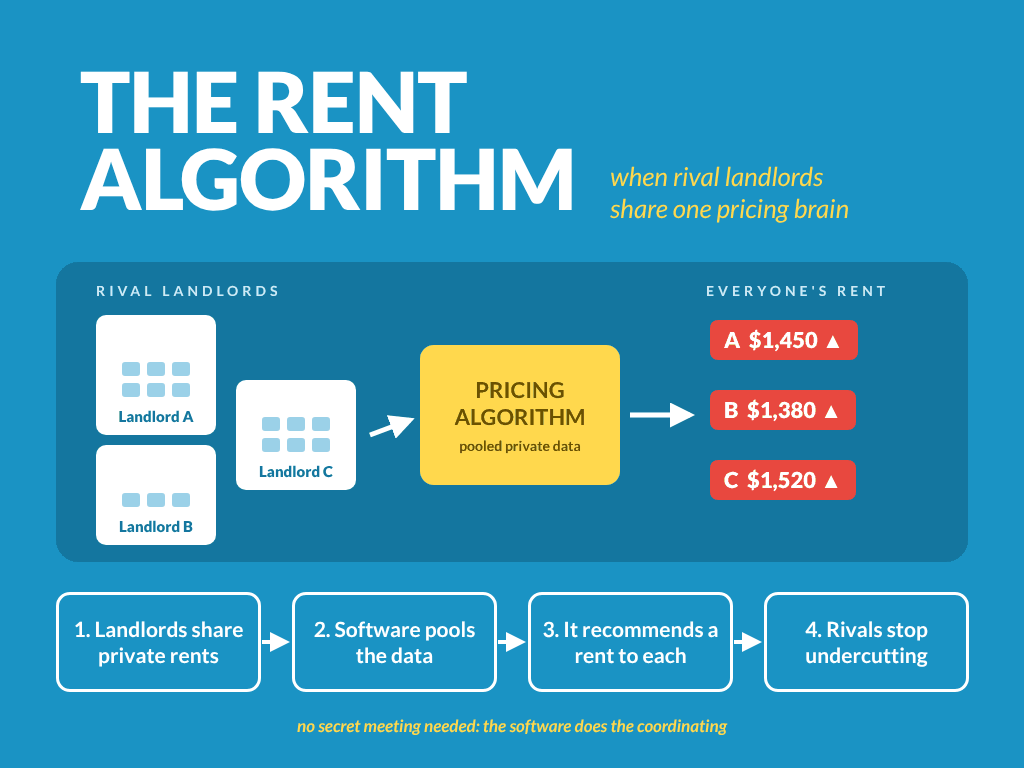 THE RENT
ALGORITHM
when rival landlords
share one pricing brain
RIVAL LANDLORDS
EVERYONE'S RENT
Landlord A
Landlord B
Landlord C
PRICING
ALGORITHM
pooled private data
A $1,450 ▲
B $1,380 ▲
C $1,520 ▲
1. Landlords share
private rents
2. Software pools
the data
3. It recommends a
rent to each
4. Rivals stop
undercutting
no secret meeting needed: the software does the coordinating